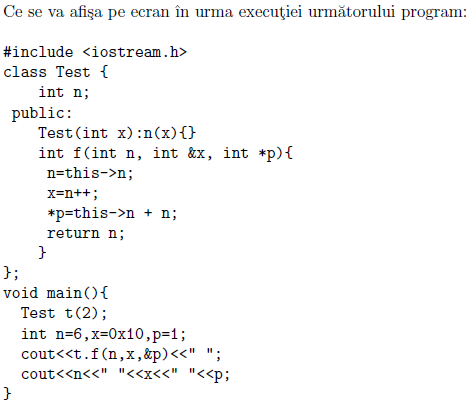 Ce se va afişa pe ecran în urma execuţiei următorului program:
#include <iostream.h>
class Test {
    int n;
 public:
    Test(int x):n(x){}
    int f(int n, int &x, int *p){
     n=this->n;
     x=n++;
     *p=this->n + n;
     return n;
    }
};
void main(){
  Test t(2);
  int n=6,x=0x10,p=1;
  cout<<t.f(n,x,&p)<<" ";
  cout<<n<<" "<<x<<" "<<p;
}